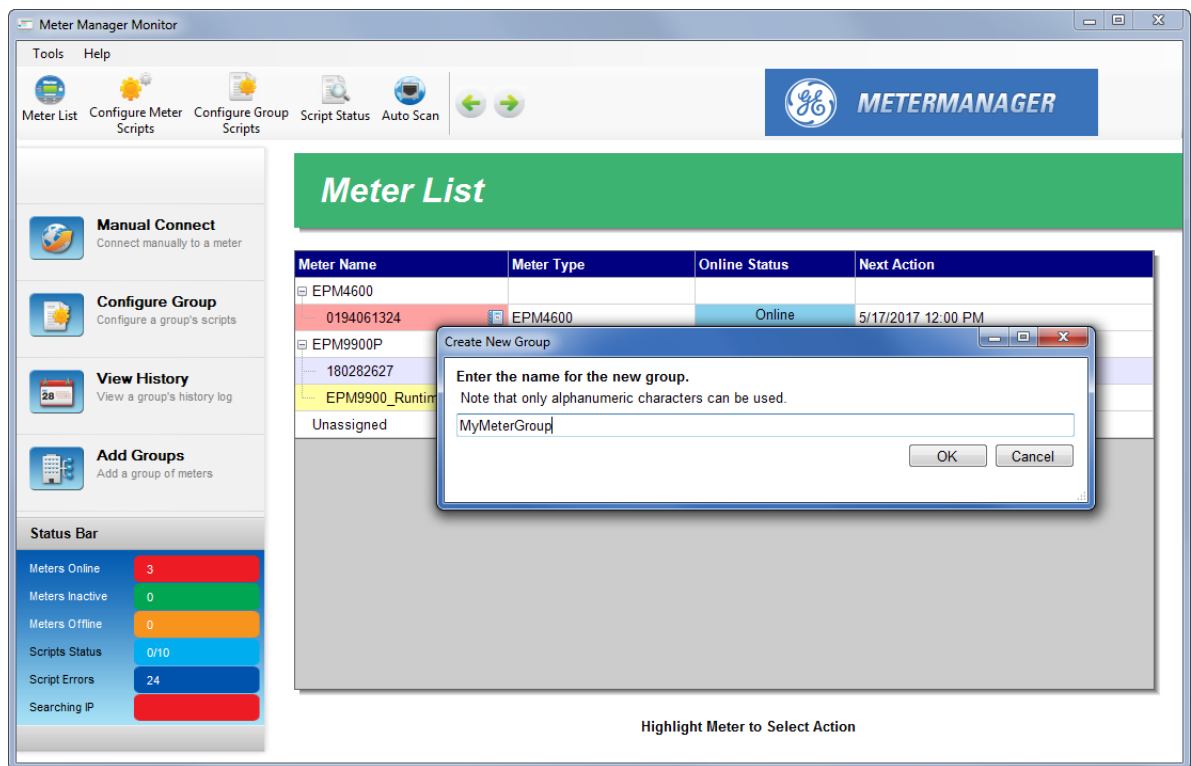 Meter Manager Monitor
Tools Help
Meter List
Configure Meter Scripts
Configure Group Scripts
Script Status
Auto Scan
METERMANAGER
Meter List
Manual Connect
Connect manually to a meter
Configure Group
Configure a group's scripts
View History
View a group's history log
28
Add Groups
Add a group of meters
Status Bar
Meters Online 3
Meters Inactive 0
Meters Offline 0
Scripts Status 0/10
Script Errors 24
Searching IP
Meter Name Meter Type Online Status Next Action
EPM4600
0194061324 EPM4600 Online 5/17/2017 12:00 PM
EPM9900P
180282627
EPM9900_Runtim
Unassigned
Create New Group
Enter the name for the new group.
Note that only alphanumeric characters can be used.
MyMeterGroup
OK Cancel
Highlight Meter to Select Action